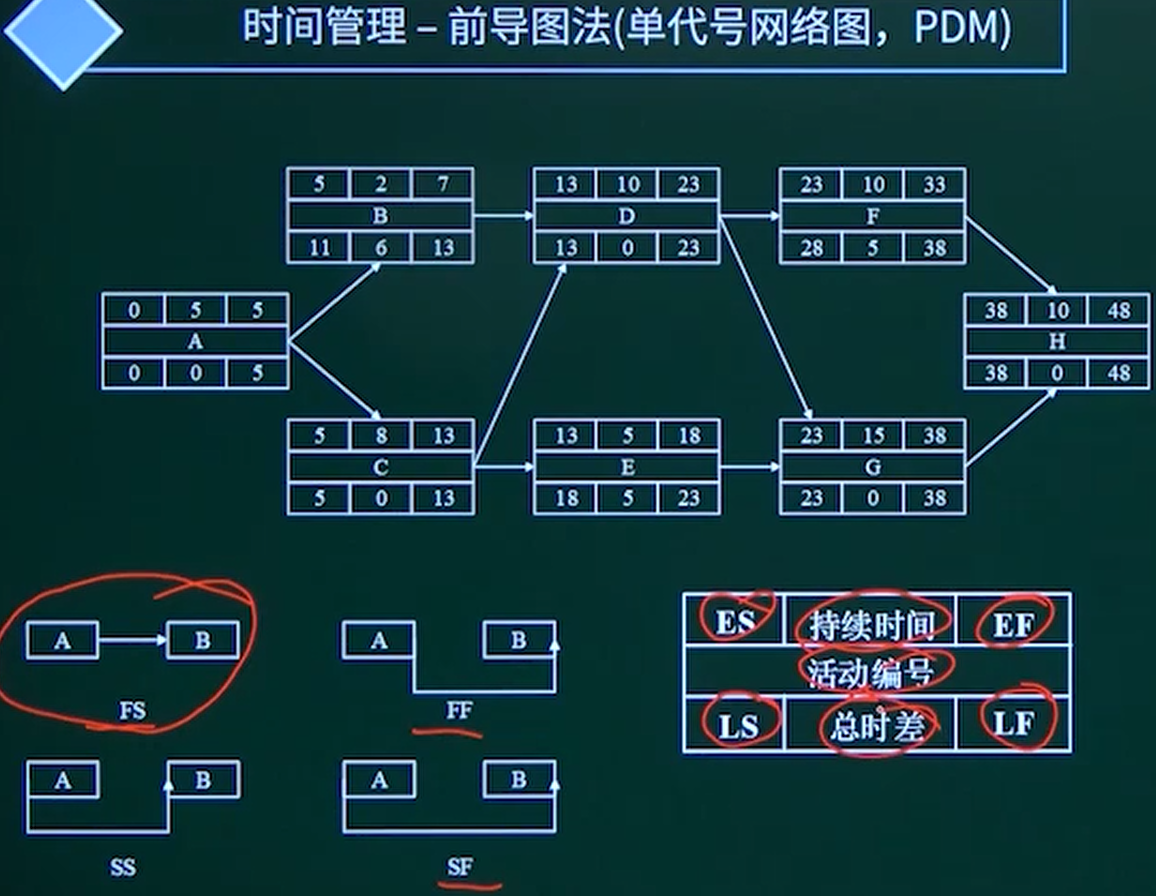 时间管理 – 前导图法(单代号网络图，PDM)
5 2 7
B
11 6 13
13 10 23
D
13 0 23
23 10 33
F
28 5 38
0 5 5
A
0 0 5
38 10 48
H
38 0 48
5 8 13
C
5 0 13
13 5 18
E
18 5 23
23 15 38
G
23 0 38
A B
FS
A B
FF
A B
SS
A B
SF
ES 持续时间 EF
活动编号
LS 总时差 LF